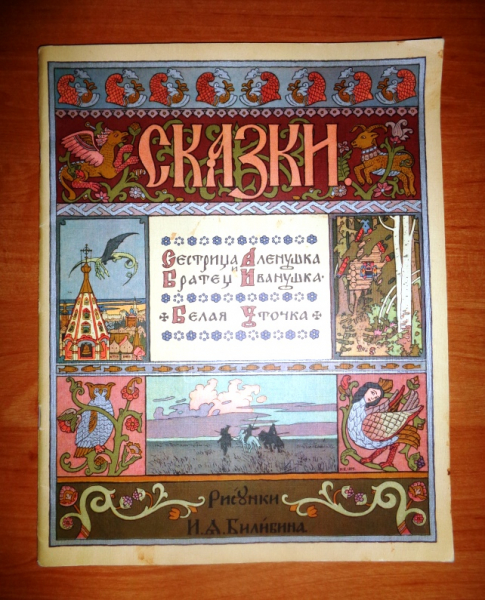 СКАЗКИ
Сестрица Аленушка
и
Братец Иванушка.
Белая Уточка
Рисунки
И.Я. Билибина.